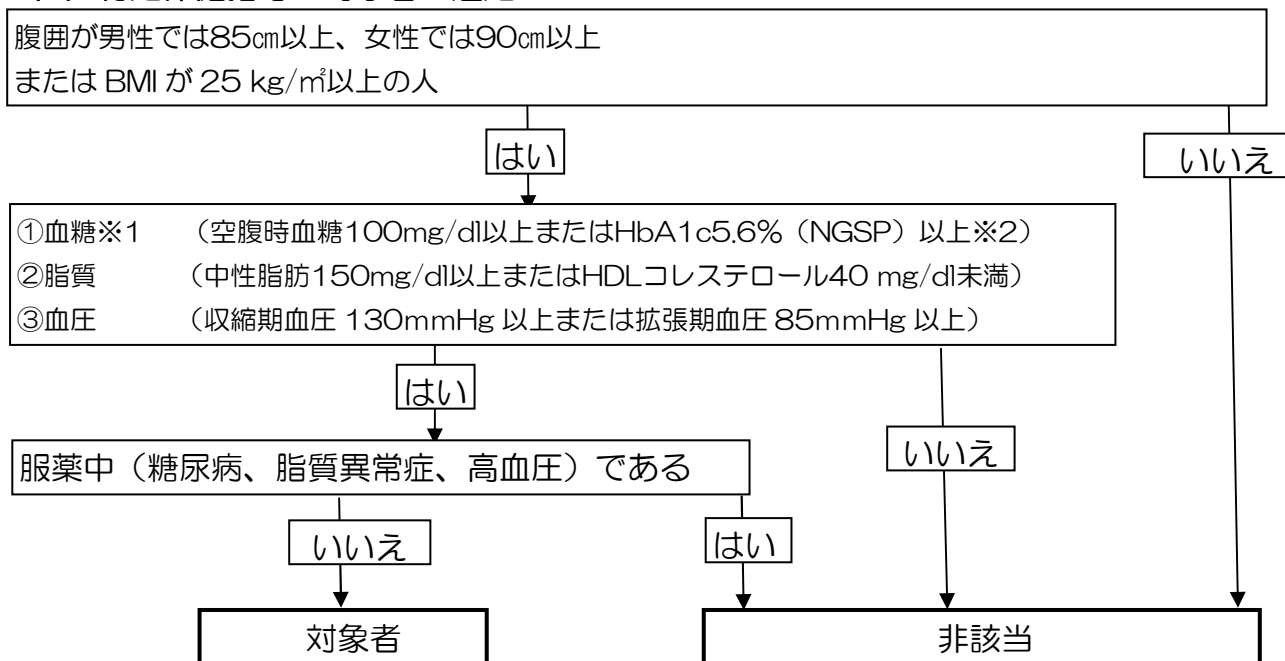 腹囲が男性では85㎝以上、女性では90㎝以上
または BMI が 25 kg/㎡以上の人
はい
いいえ
①血糖※1 （空腹時血糖100mg/dl以上またはHbA1c5.6%（NGSP）以上※2）
②脂質 （中性脂肪150mg/dl以上またはHDLコレステロール40 mg/dl未満）
③血圧 （収縮期血圧 130mmHg 以上または拡張期血圧 85mmHg 以上）
はい
いいえ
服薬中（糖尿病、脂質異常症、高血圧）である
いいえ
はい
対象者
非該当